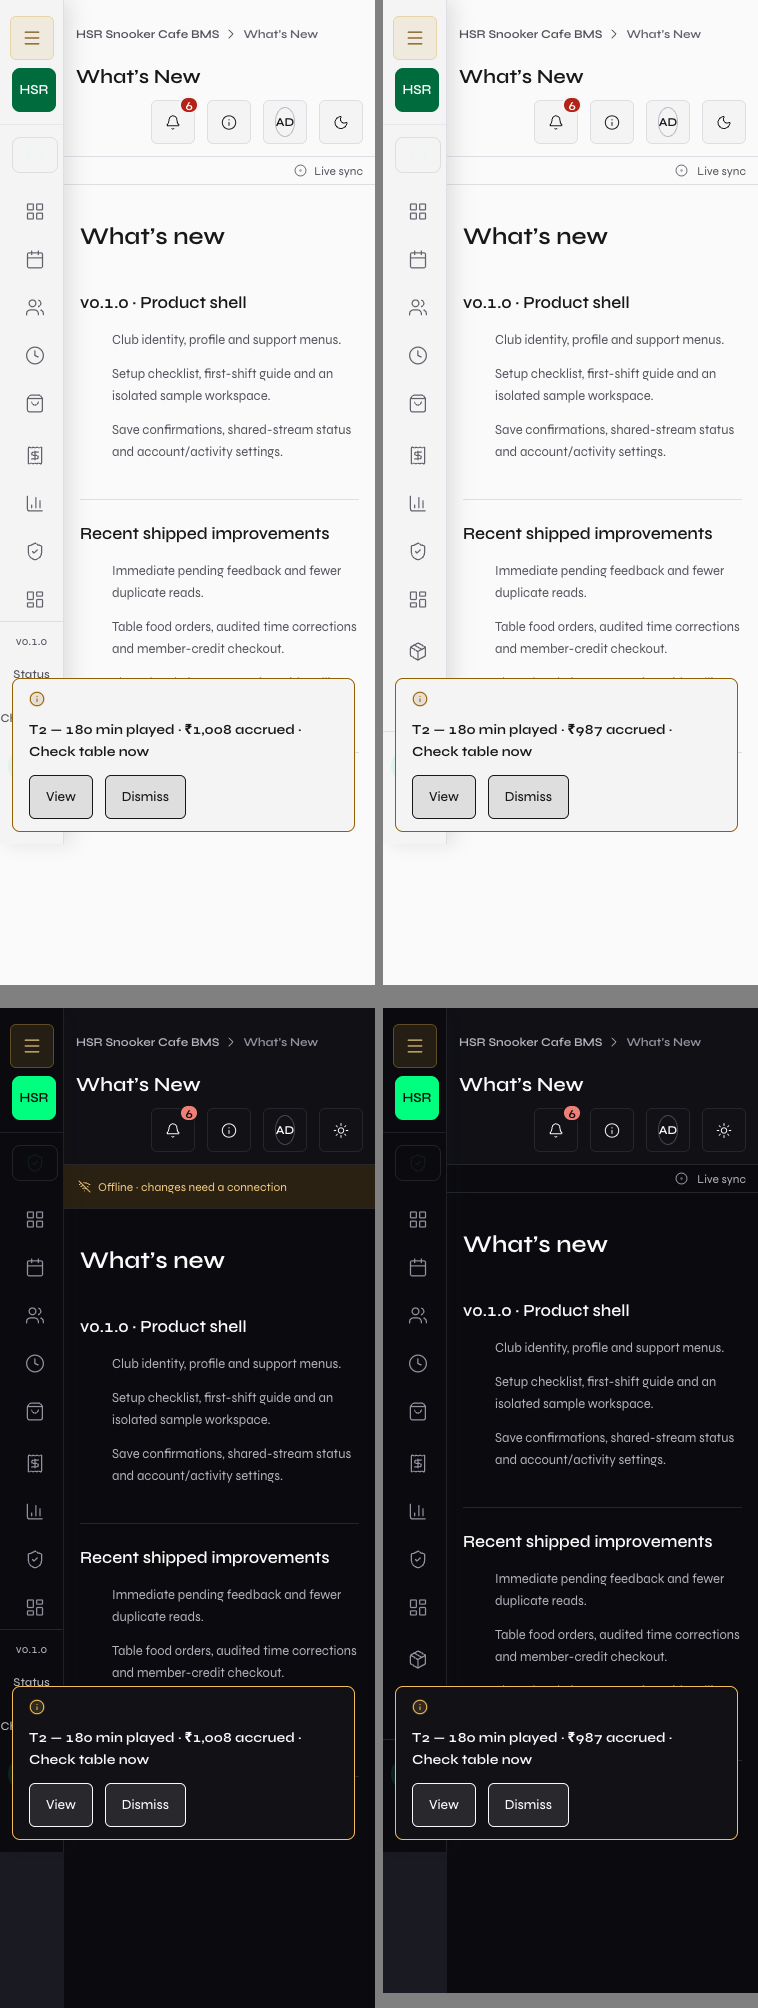 HSR Snooker Cafe BMS > What's New
HSR
What's New
6
AD
Live sync
What's new
v0.1.0 · Product shell
Club identity, profile and support menus.
Setup checklist, first-shift guide and an
isolated sample workspace.
Save confirmations, shared-stream status
and account/activity settings.
Recent shipped improvements
Immediate pending feedback and fewer
duplicate reads.
Table food orders, audited time corrections
and member-credit checkout.
v0.1.0
Status
T2 — 180 min played · ₹1,008 accrued ·
Check table now
View
Dismiss
HSR Snooker Cafe BMS > What's New
HSR
What's New
6
AD
Live sync
What's new
v0.1.0 · Product shell
Club identity, profile and support menus.
Setup checklist, first-shift guide and an
isolated sample workspace.
Save confirmations, shared-stream status
and account/activity settings.
Recent shipped improvements
Immediate pending feedback and fewer
duplicate reads.
Table food orders, audited time corrections
and member-credit checkout.
T2 — 180 min played · ₹987 accrued ·
Check table now
View
Dismiss
HSR Snooker Cafe BMS > What's New
HSR
What's New
6
AD
Offline · changes need a connection
What's new
v0.1.0 · Product shell
Club identity, profile and support menus.
Setup checklist, first-shift guide and an
isolated sample workspace.
Save confirmations, shared-stream status
and account/activity settings.
Recent shipped improvements
Immediate pending feedback and fewer
duplicate reads.
Table food orders, audited time corrections
and member-credit checkout.
v0.1.0
Status
T2 — 180 min played · ₹1,008 accrued ·
Check table now
View
Dismiss
HSR Snooker Cafe BMS > What's New
HSR
What's New
6
AD
Live sync
What's new
v0.1.0 · Product shell
Club identity, profile and support menus.
Setup checklist, first-shift guide and an
isolated sample workspace.
Save confirmations, shared-stream status
and account/activity settings.
Recent shipped improvements
Immediate pending feedback and fewer
duplicate reads.
Table food orders, audited time corrections
and member-credit checkout.
T2 — 180 min played · ₹987 accrued ·
Check table now
View
Dismiss